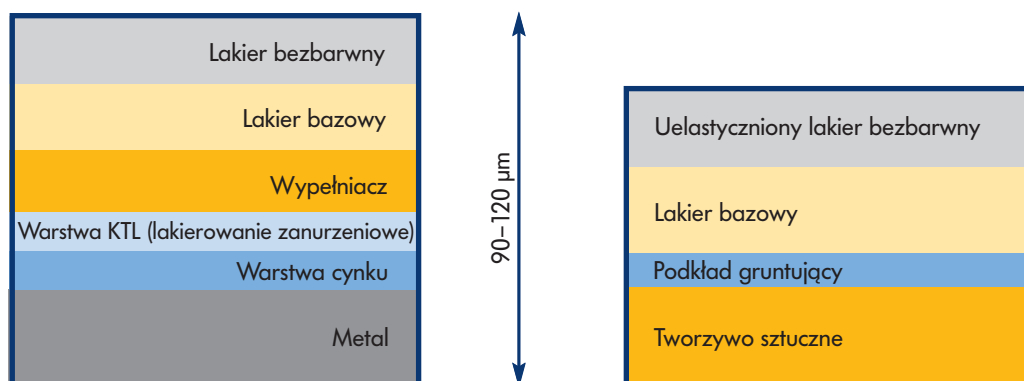 Lakier bezbarwny
Lakier bazowy
Wypełniacz
Warstwa KTL (lakierowanie zanurzeniowe)
Warstwa cynku
Metal
90–120 µm
Uelastyczniony lakier bezbarwny
Lakier bazowy
Podkład gruntujący
Tworzywo sztuczne